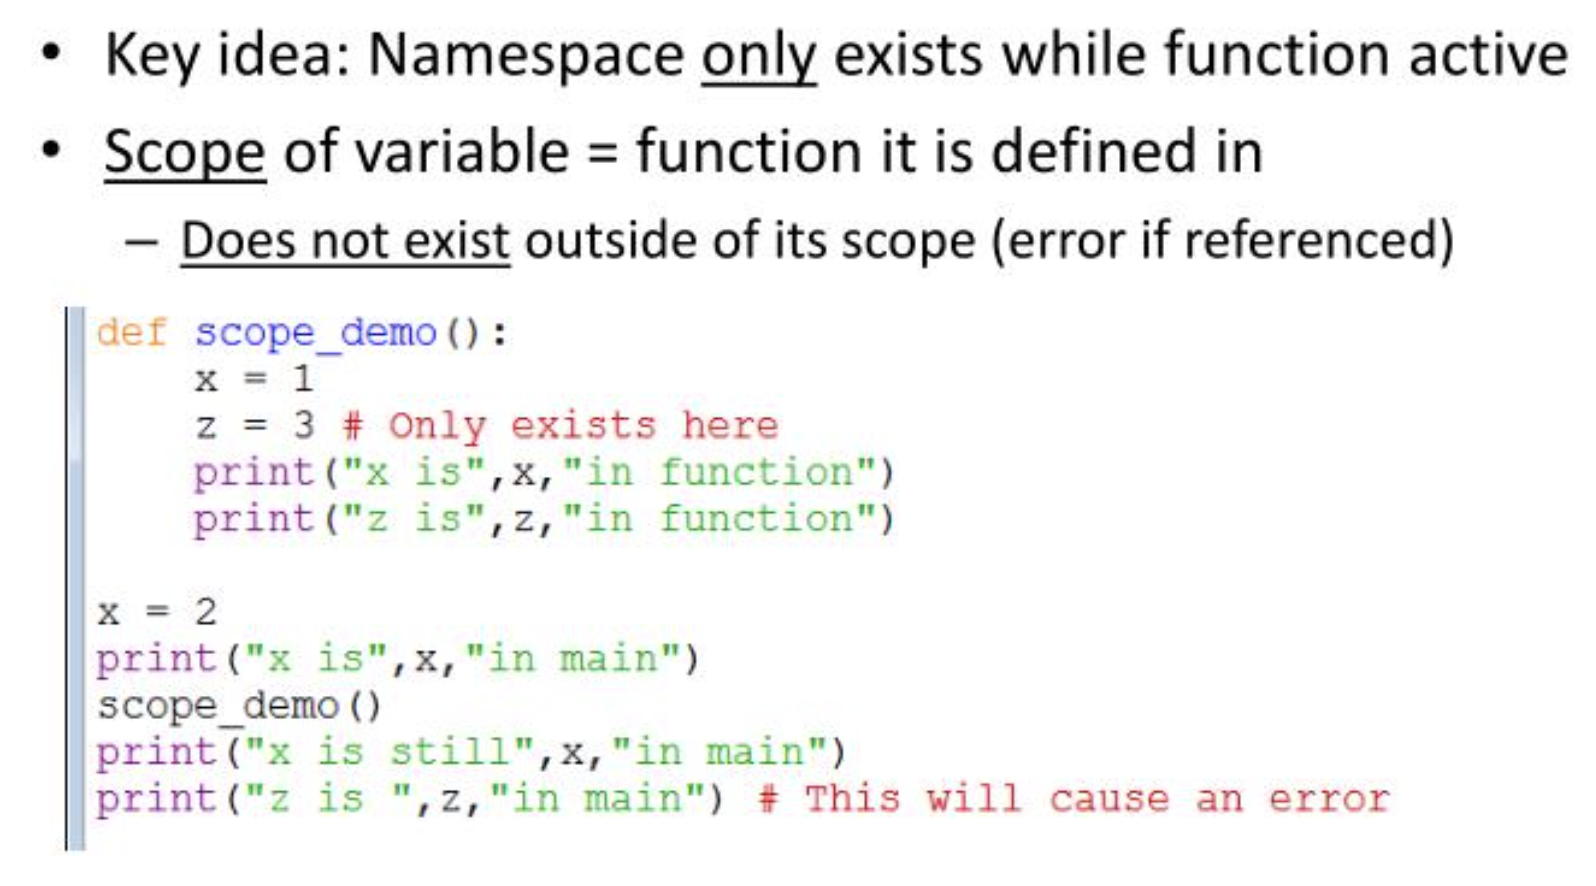 • Key idea: Namespace only exists while function active
• Scope of variable = function it is defined in
– Does not exist outside of its scope (error if referenced)
def scope_demo():
    x = 1
    z = 3 # Only exists here
    print("x is",x,"in function")
    print("z is",z,"in function")

x = 2
print("x is",x,"in main")
scope_demo()
print("x is still",x,"in main")
print("z is ",z,"in main") # This will cause an error